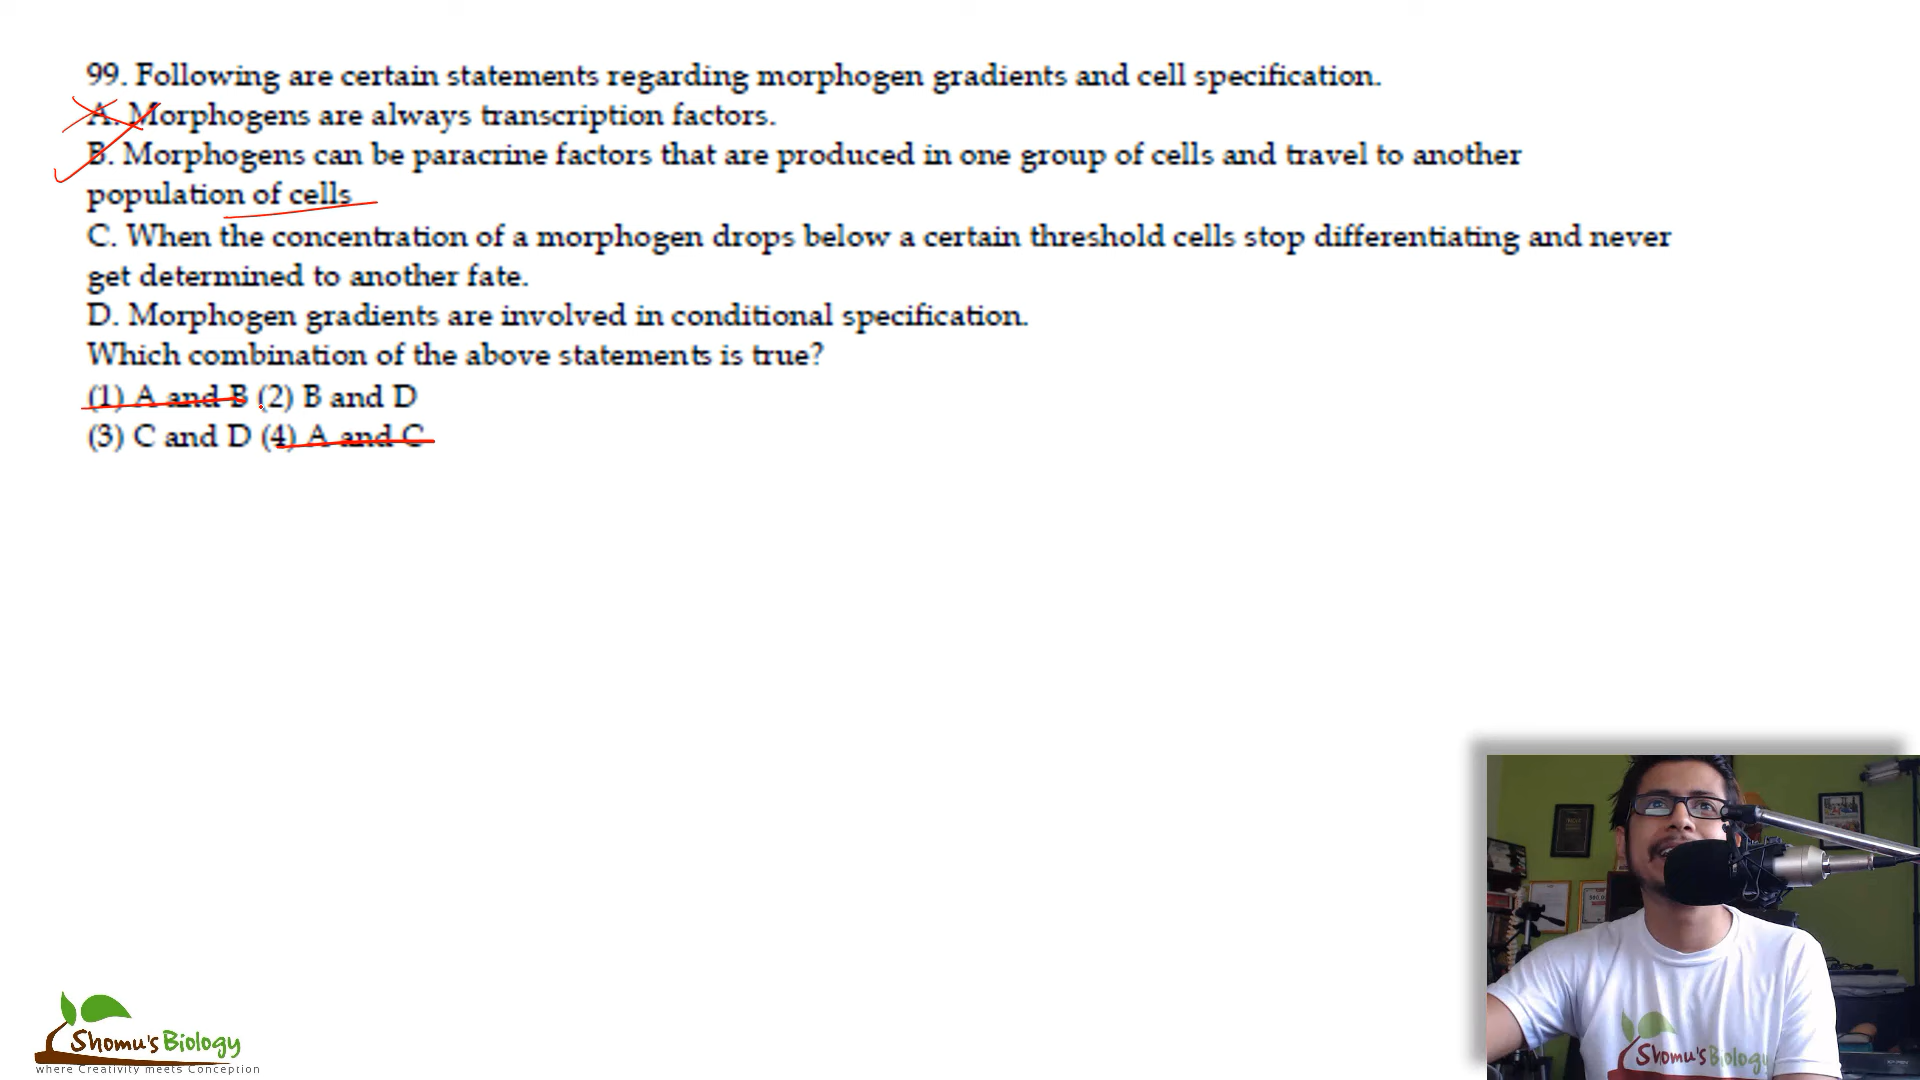 99. Following are certain statements regarding morphogen gradients and cell specification.
A. Morphogens are always transcription factors.
B. Morphogens can be paracrine factors that are produced in one group of cells and travel to another
population of cells
C. When the concentration of a morphogen drops below a certain threshold cells stop differentiating and never
get determined to another fate.
D. Morphogen gradients are involved in conditional specification.
Which combination of the above statements is true?
(1) A and B (2) B and D
(3) C and D (4) A and C
Shomu's Biology
where Creativity meets Conception
Shomu's Biology